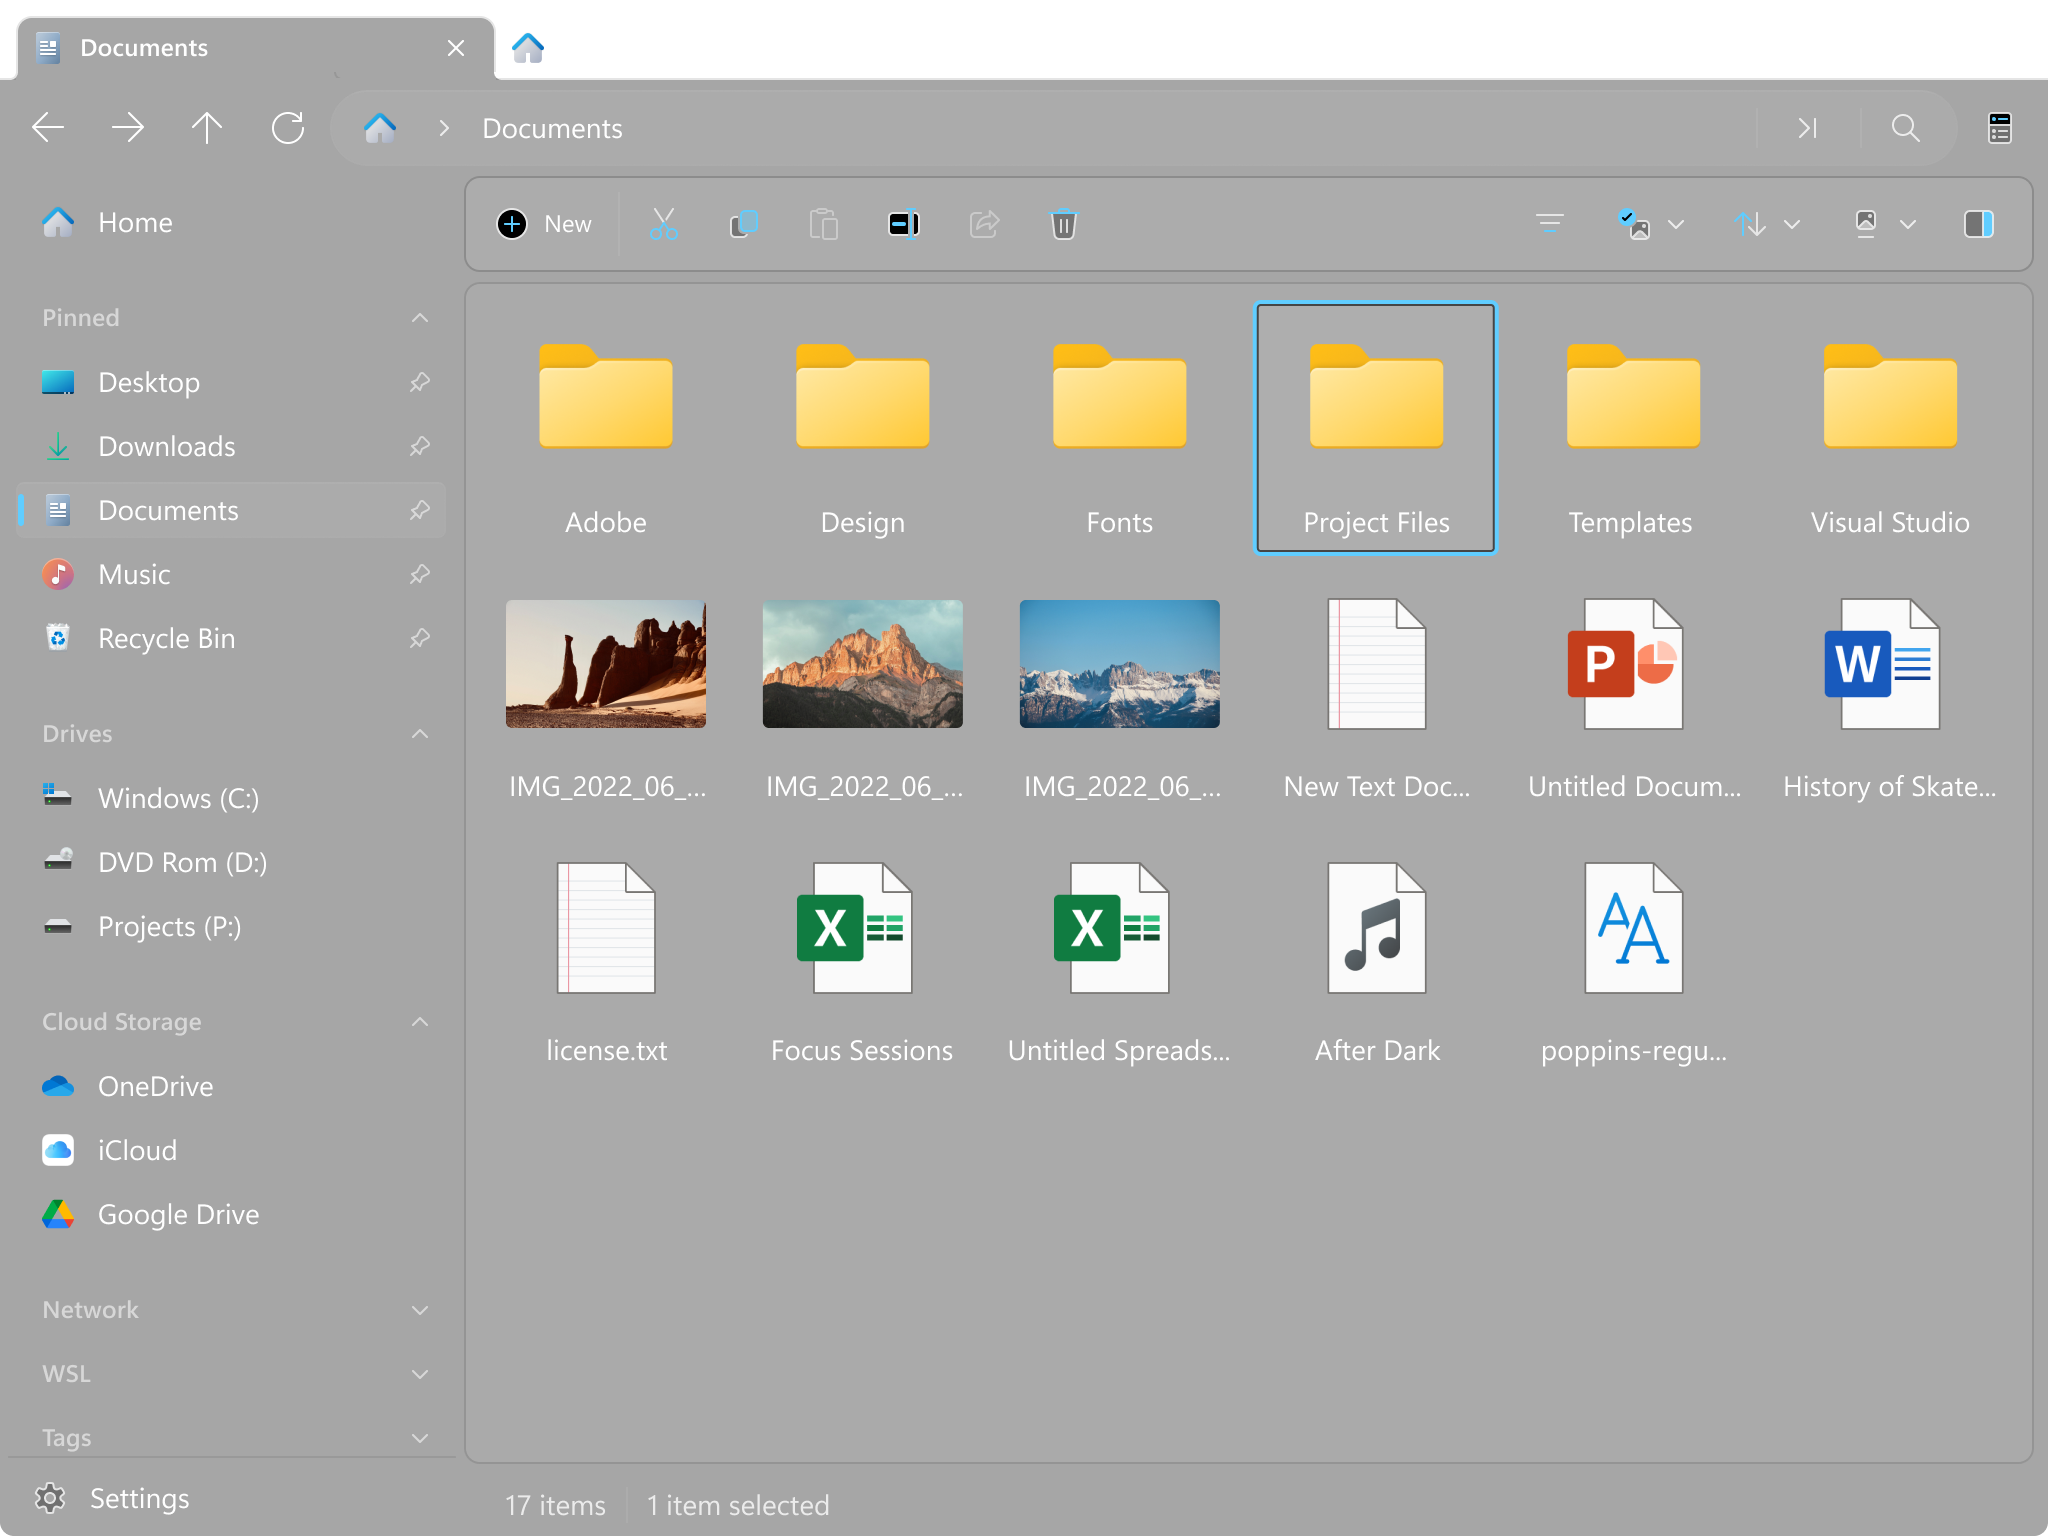 Documents
Documents
New
Home
Pinned
Desktop
Downloads
Documents
Music
Recycle Bin
Drives
Windows (C:)
DVD Rom (D:)
Projects (P:)
Cloud Storage
OneDrive
iCloud
Google Drive
Network
WSL
Tags
Settings
Adobe
Design
Fonts
Project Files
Templates
Visual Studio
P
W
IMG_2022_06_...
IMG_2022_06_...
IMG_2022_06_...
New Text Doc...
Untitled Docum...
History of Skate...
X
X
AA
license.txt
Focus Sessions
Untitled Spreads...
After Dark
poppins-regu...
17 items
1 item selected